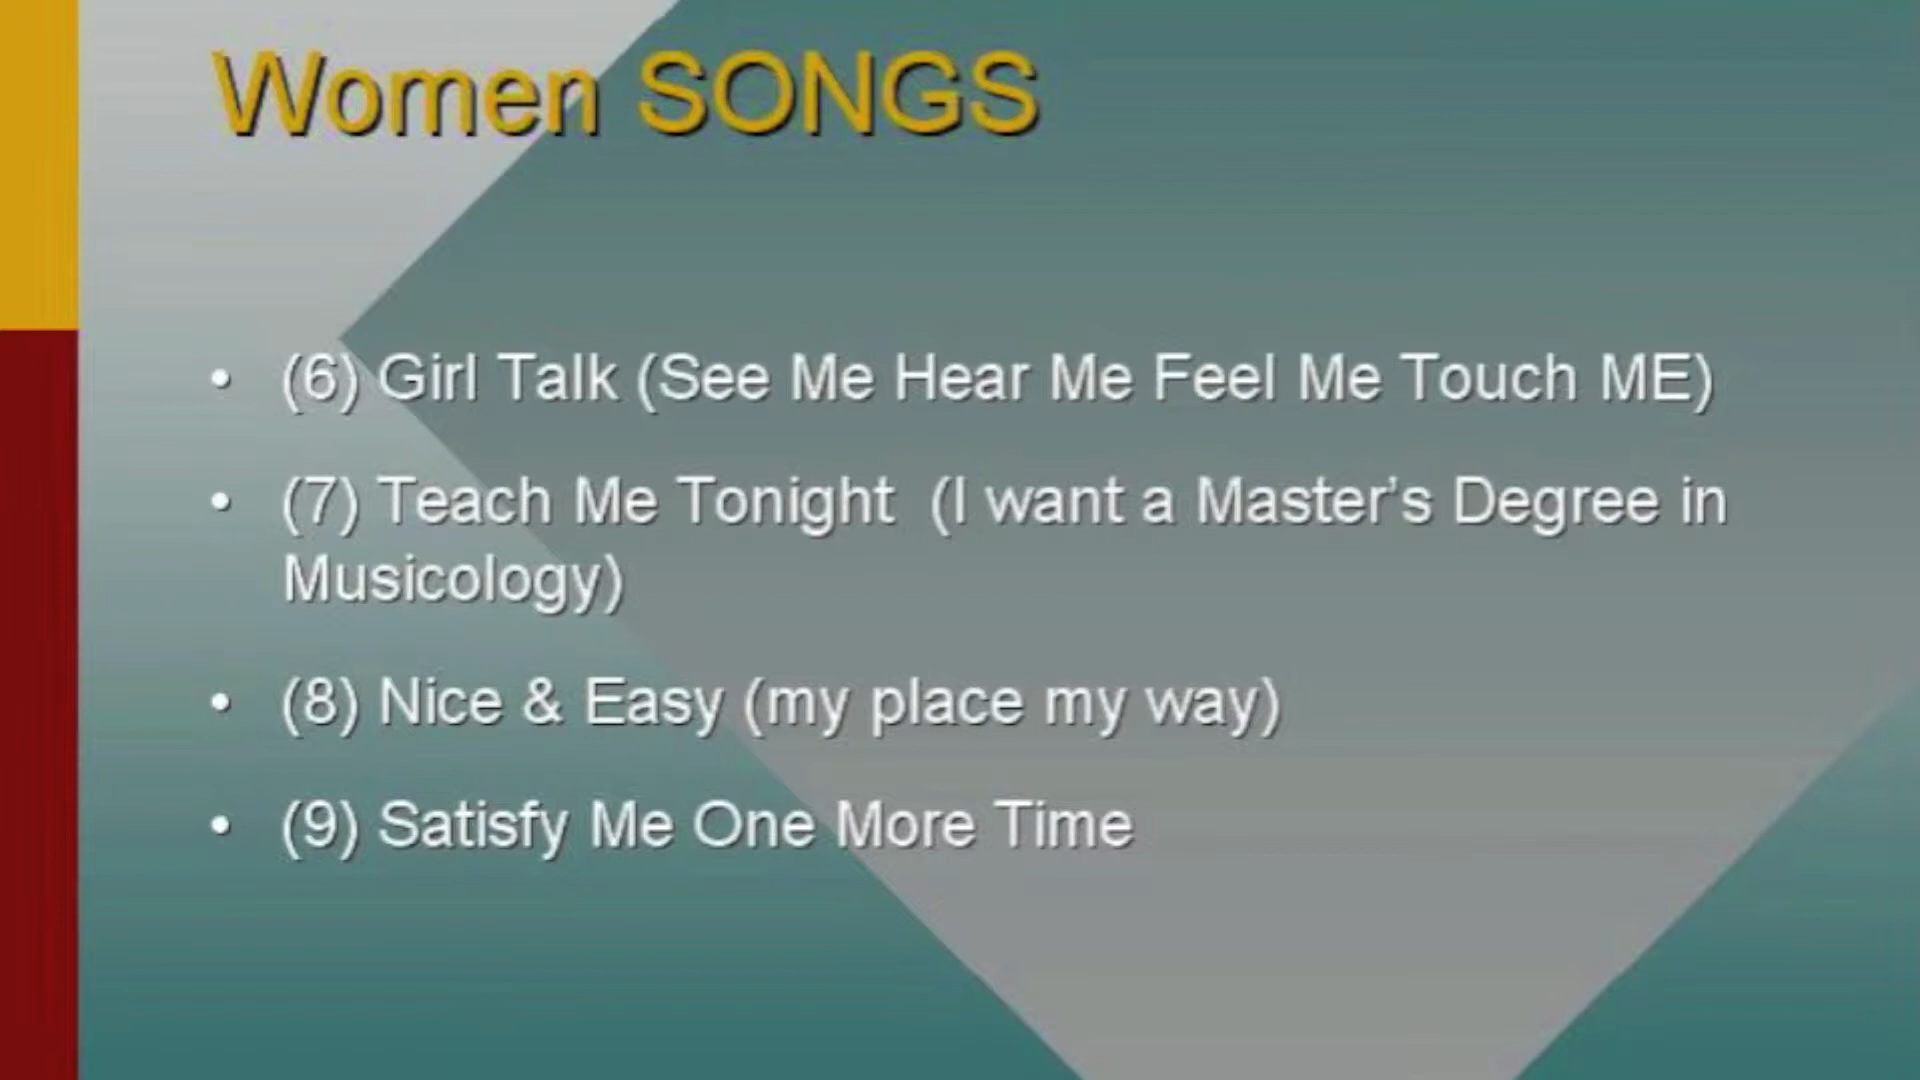 Women SONGS
• (6) Girl Talk (See Me Hear Me Feel Me Touch ME)
• (7) Teach Me Tonight  (I want a Master’s Degree in
Musicology)
• (8) Nice & Easy (my place my way)
• (9) Satisfy Me One More Time